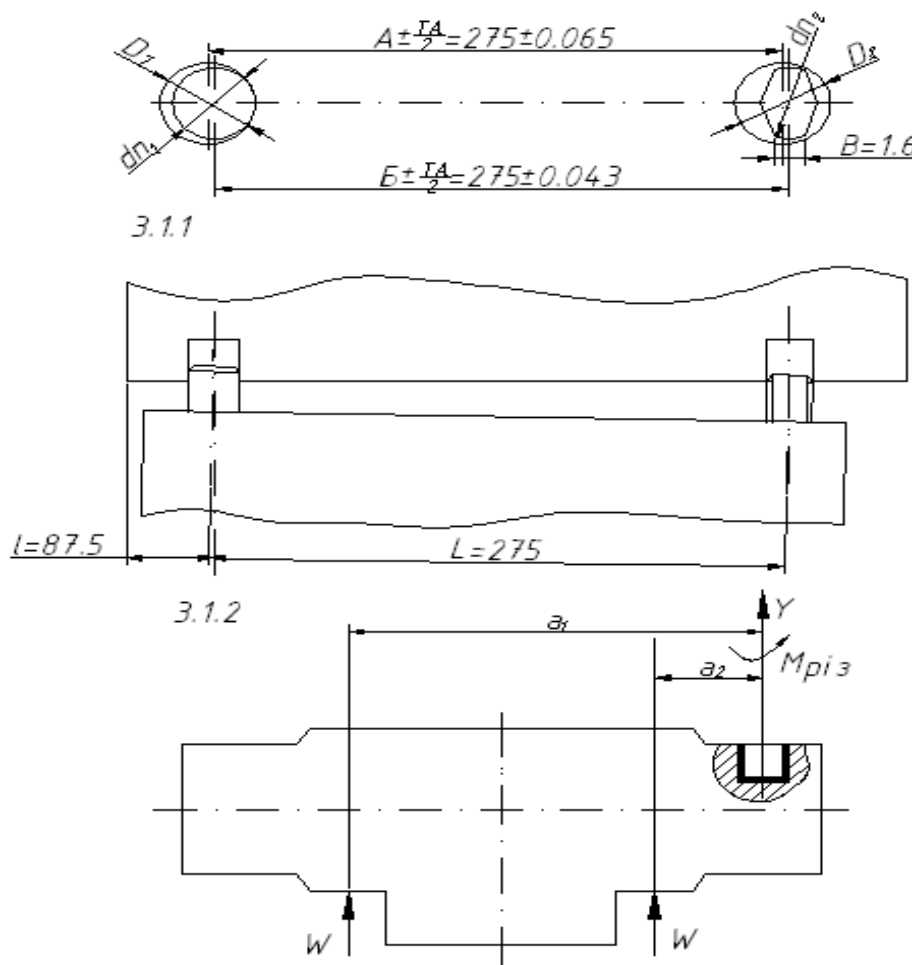 A±TA/2=275±0.065
D₁
dn₁
dn₂
D₂
B=1.6
Б±TA/2=275±0.043
3.1.1
l=87.5
L=275
3.1.2
a₁
Y
a₂
Mріз
W
W